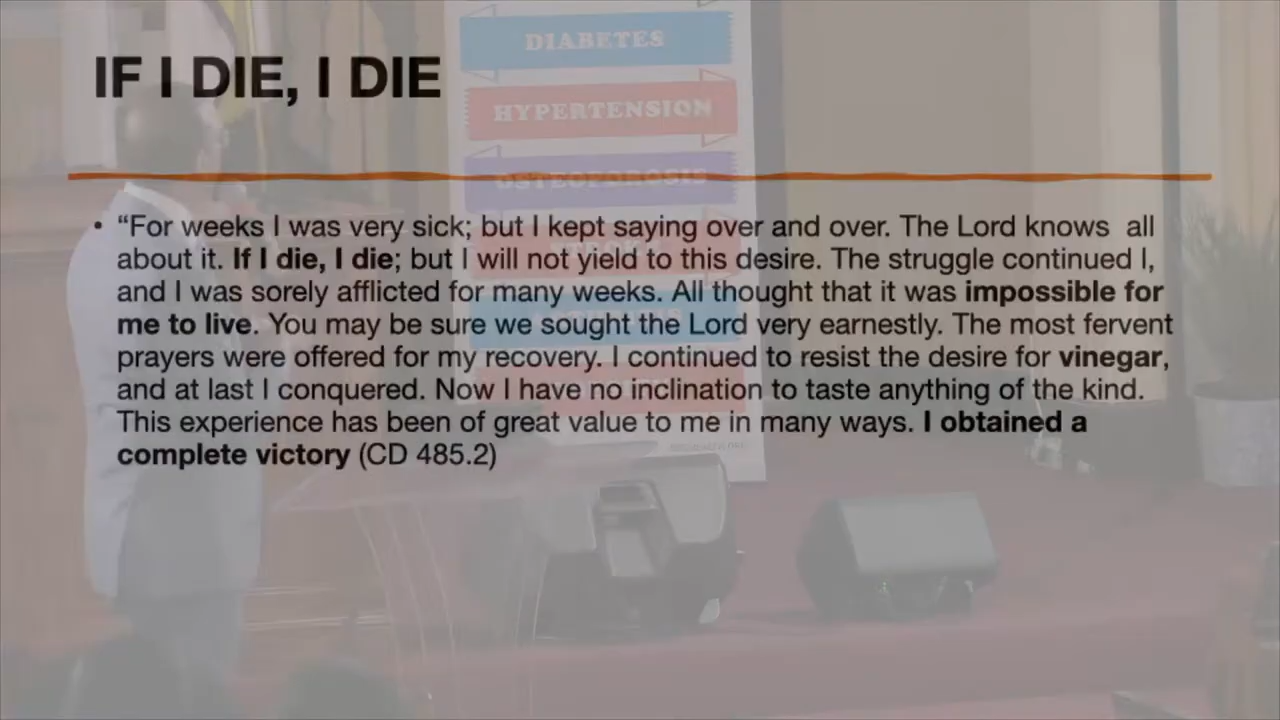 DIABETES
IF I DIE, I DIE
HYPERTENSION
OSTEOPOROSIS
• “For weeks I was very sick; but I kept saying over and over. The Lord knows  all
about it. If I die, I die; but I will not yield to this desire. The struggle continued I,
and I was sorely afflicted for many weeks. All thought that it was impossible for
me to live. You may be sure we sought the Lord very earnestly. The most fervent
prayers were offered for my recovery. I continued to resist the desire for vinegar,
and at last I conquered. Now I have no inclination to taste anything of the kind.
This experience has been of great value to me in many ways. I obtained a
complete victory (CD 485.2)